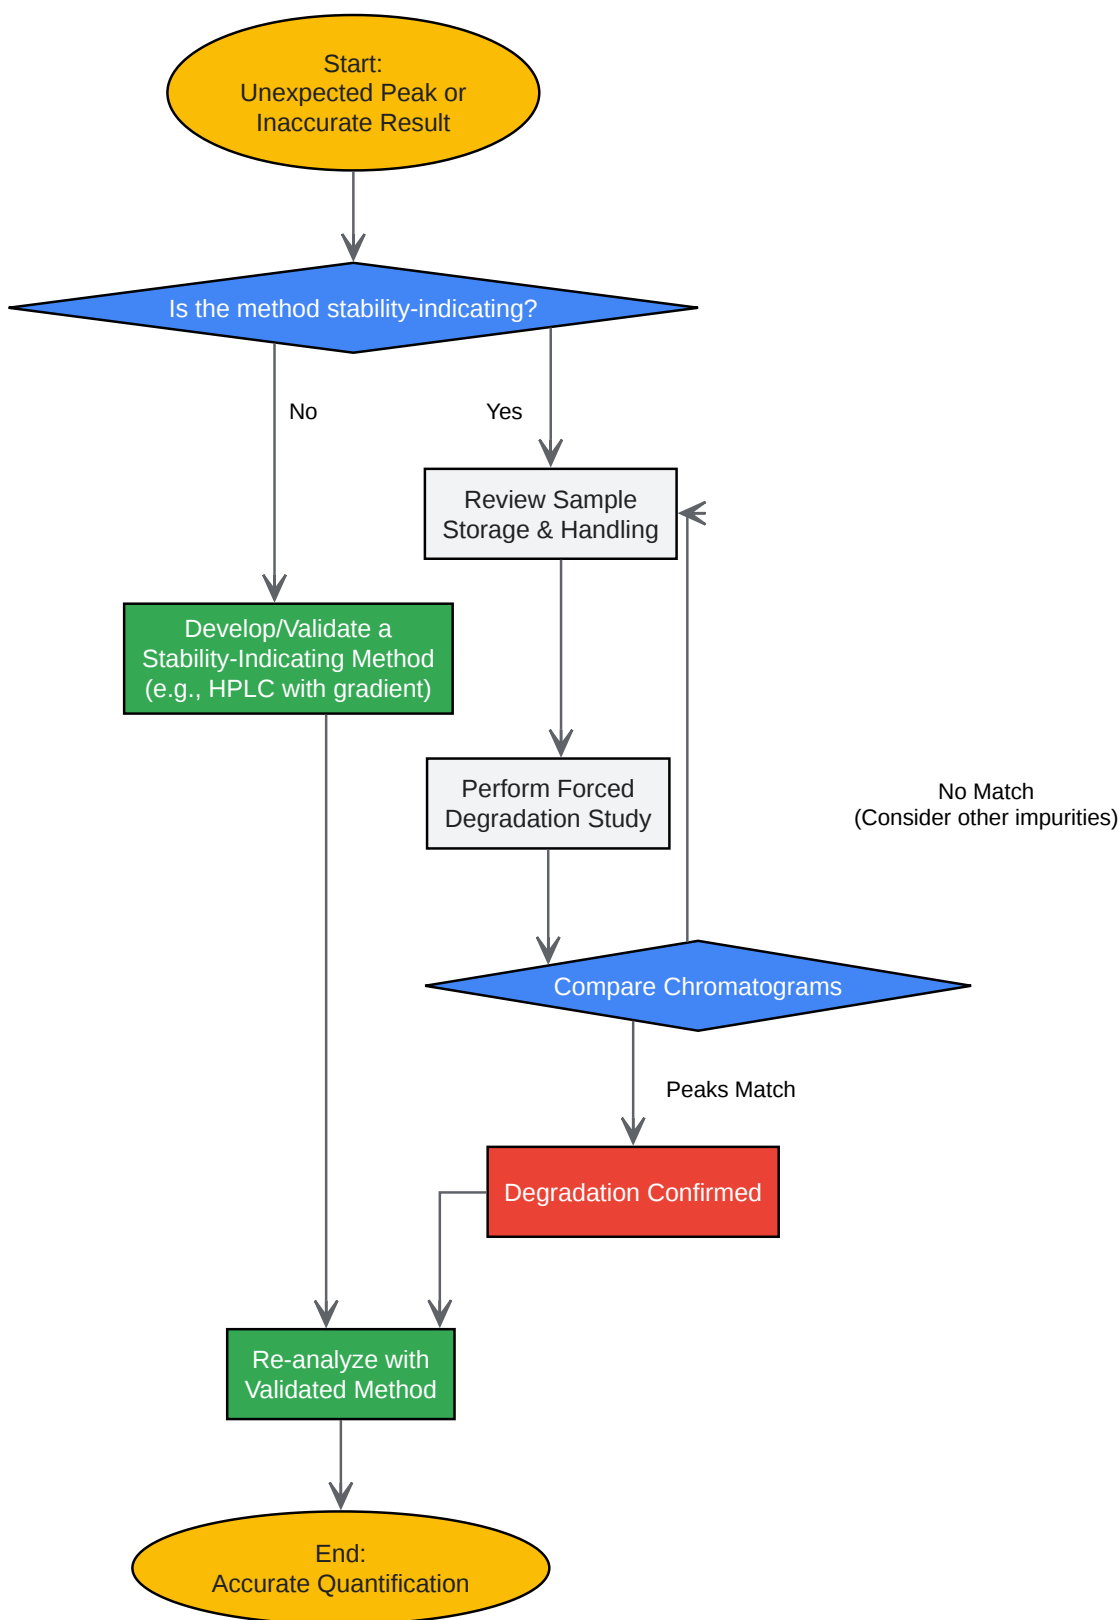 Start:
Unexpected Peak or
Inaccurate Result
Is the method stability-indicating?
No
Yes
Review Sample
Storage & Handling
Develop/Validate a
Stability-Indicating Method
(e.g., HPLC with gradient)
Perform Forced
Degradation Study
No Match
(Consider other impurities)
Compare Chromatograms
Peaks Match
Degradation Confirmed
Re-analyze with
Validated Method
End:
Accurate Quantification